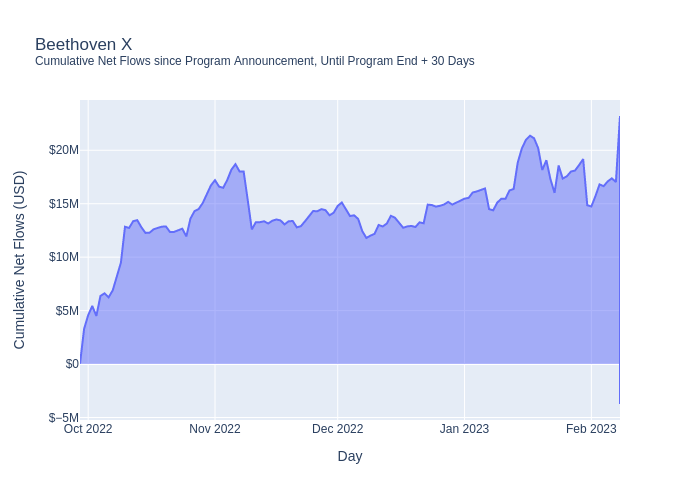 Beethoven X
Cumulative Net Flows since Program Announcement, Until Program End + 30 Days
Cumulative Net Flows (USD)
$20M
$15M
$10M
$5M
$0
$−5M
Oct 2022
Nov 2022
Dec 2022
Jan 2023
Feb 2023
Day